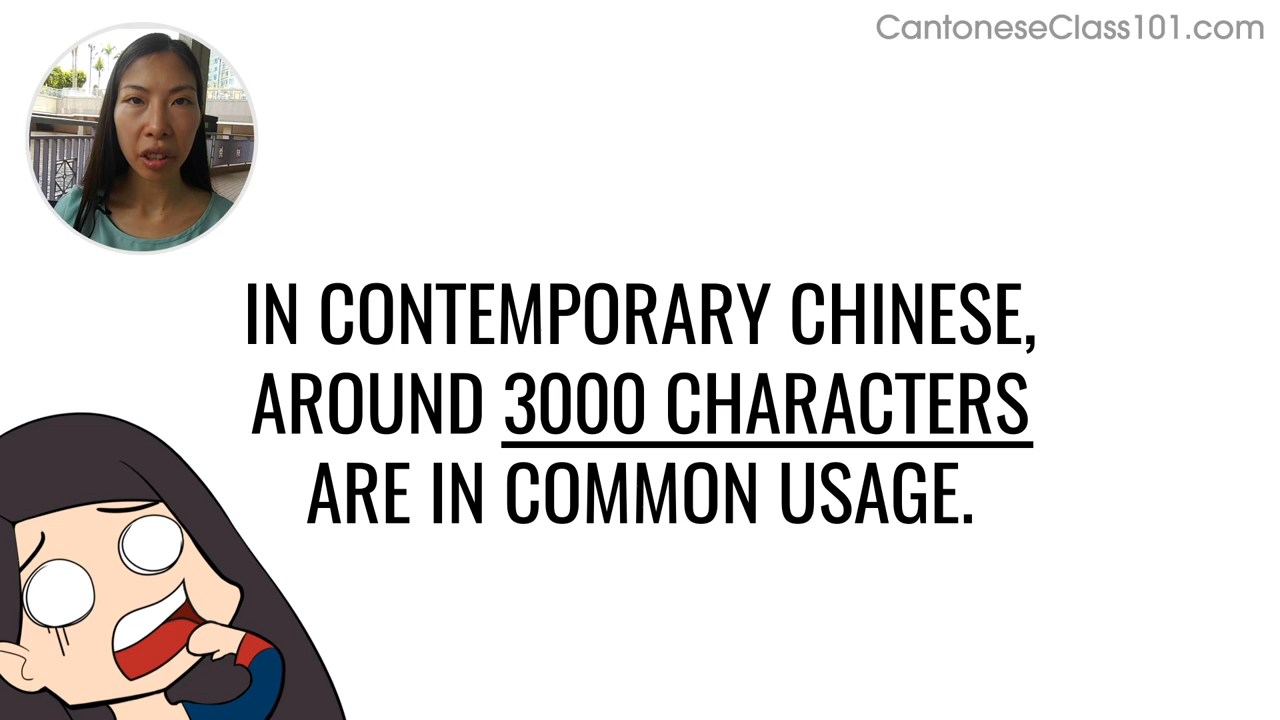 CantoneseClass101.com
IN CONTEMPORARY CHINESE,
AROUND 3000 CHARACTERS
ARE IN COMMON USAGE.